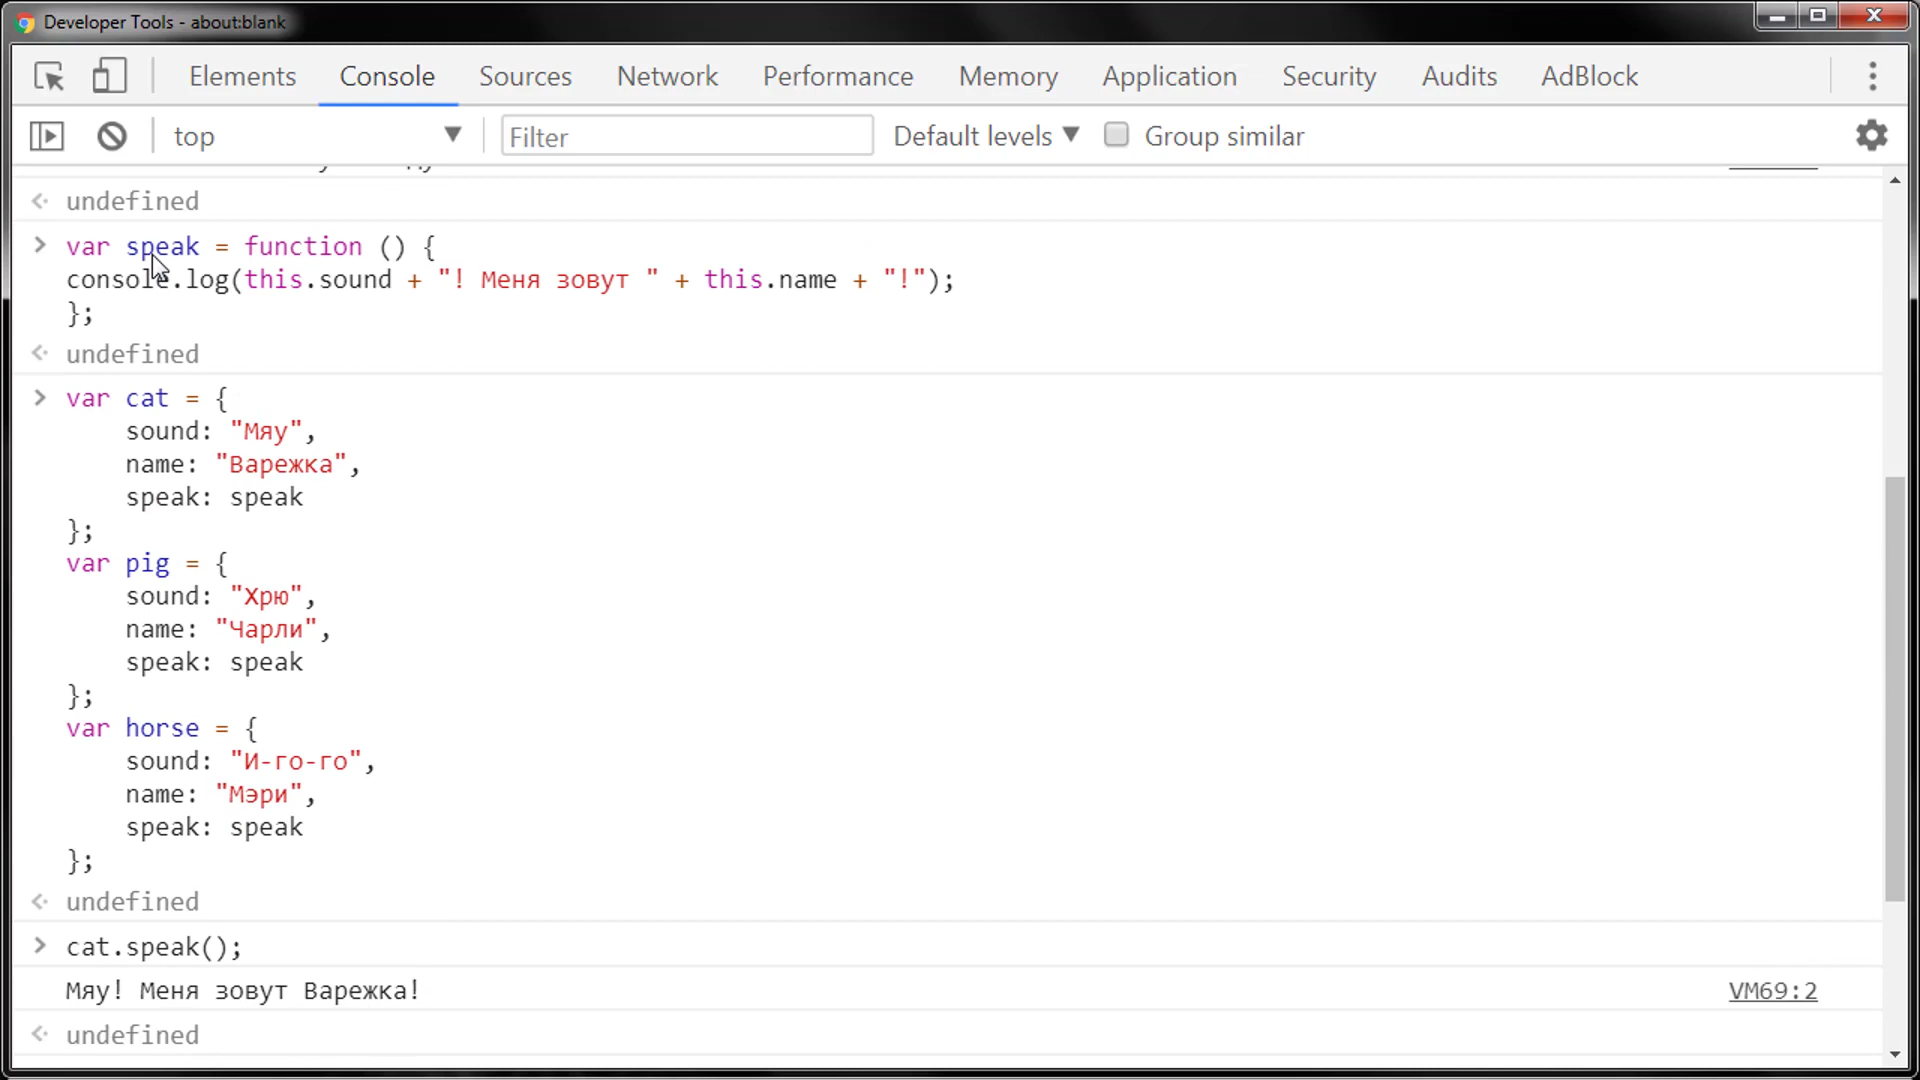 Developer Tools - about:blank
Elements Console Sources Network Performance Memory Application Security Audits AdBlock
top Filter Default levels Group similar
undefined
var speak = function () {
console.log(this.sound + "! Меня зовут " + this.name + "!");
};
undefined
var cat = {
sound: "Мяу",
name: "Варежка",
speak: speak
};
var pig = {
sound: "Хрю",
name: "Чарли",
speak: speak
};
var horse = {
sound: "И-го-го",
name: "Мэри",
speak: speak
};
undefined
cat.speak();
Мяу! Меня зовут Варежка! VM69:2
undefined